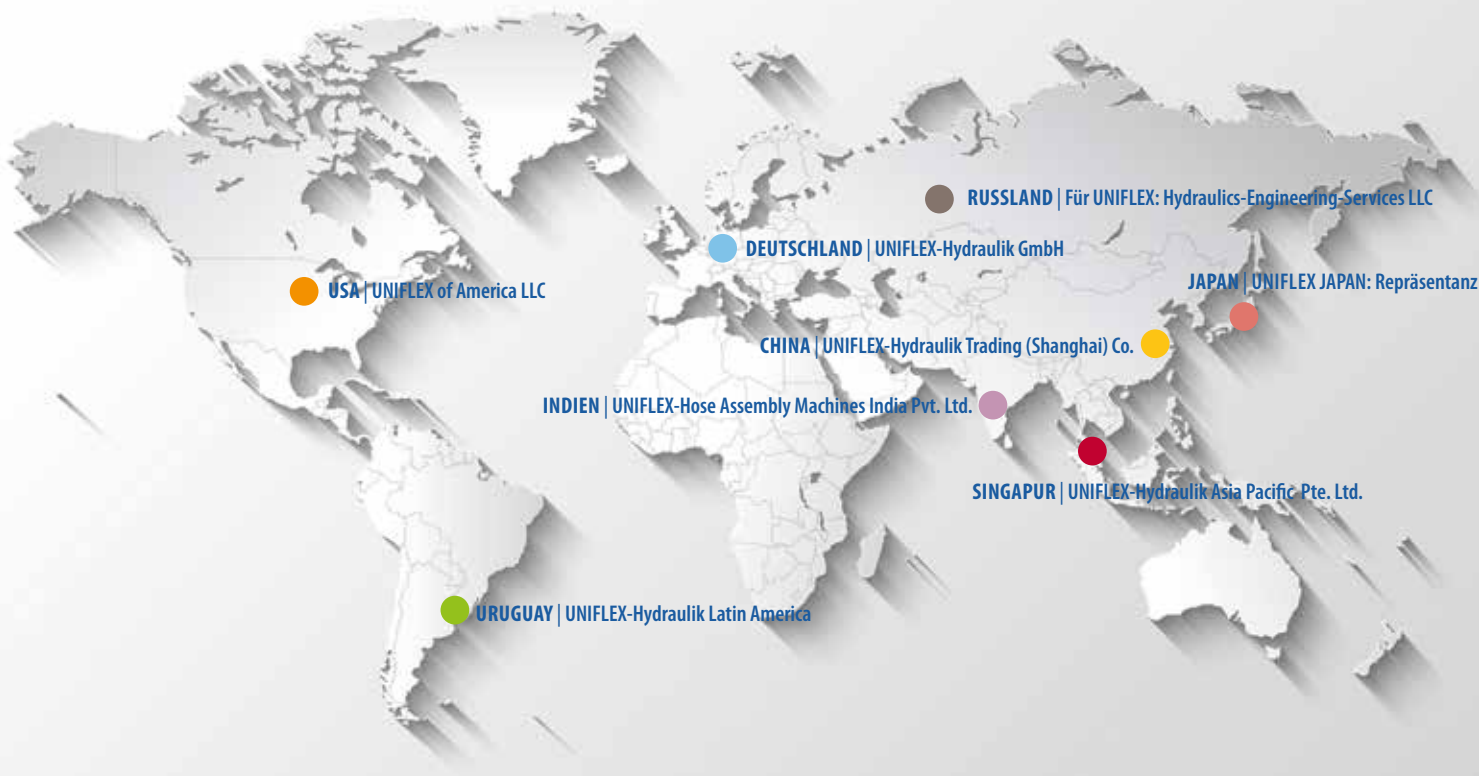 RUSSLAND | Für UNIFLEX: Hydraulics-Engineering-Services LLC
DEUTSCHLAND | UNIFLEX-Hydraulik GmbH
JAPAN | UNIFLEX JAPAN: Repräsentanz
USA | UNIFLEX of America LLC
CHINA | UNIFLEX-Hydraulik Trading (Shanghai) Co.
INDIEN | UNIFLEX-Hose Assembly Machines India Pvt. Ltd.
SINGAPUR | UNIFLEX-Hydraulik Asia Pacific Pte. Ltd.
URUGUAY | UNIFLEX-Hydraulik Latin America